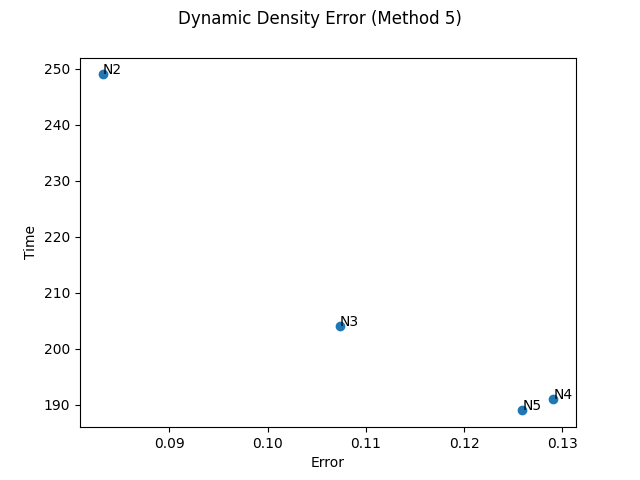 Dynamic Density Error (Method 5)
250
N2
240
230
Time
220
210
N3
200
N4
190
N5
0.09 0.10 0.11 0.12 0.13
Error